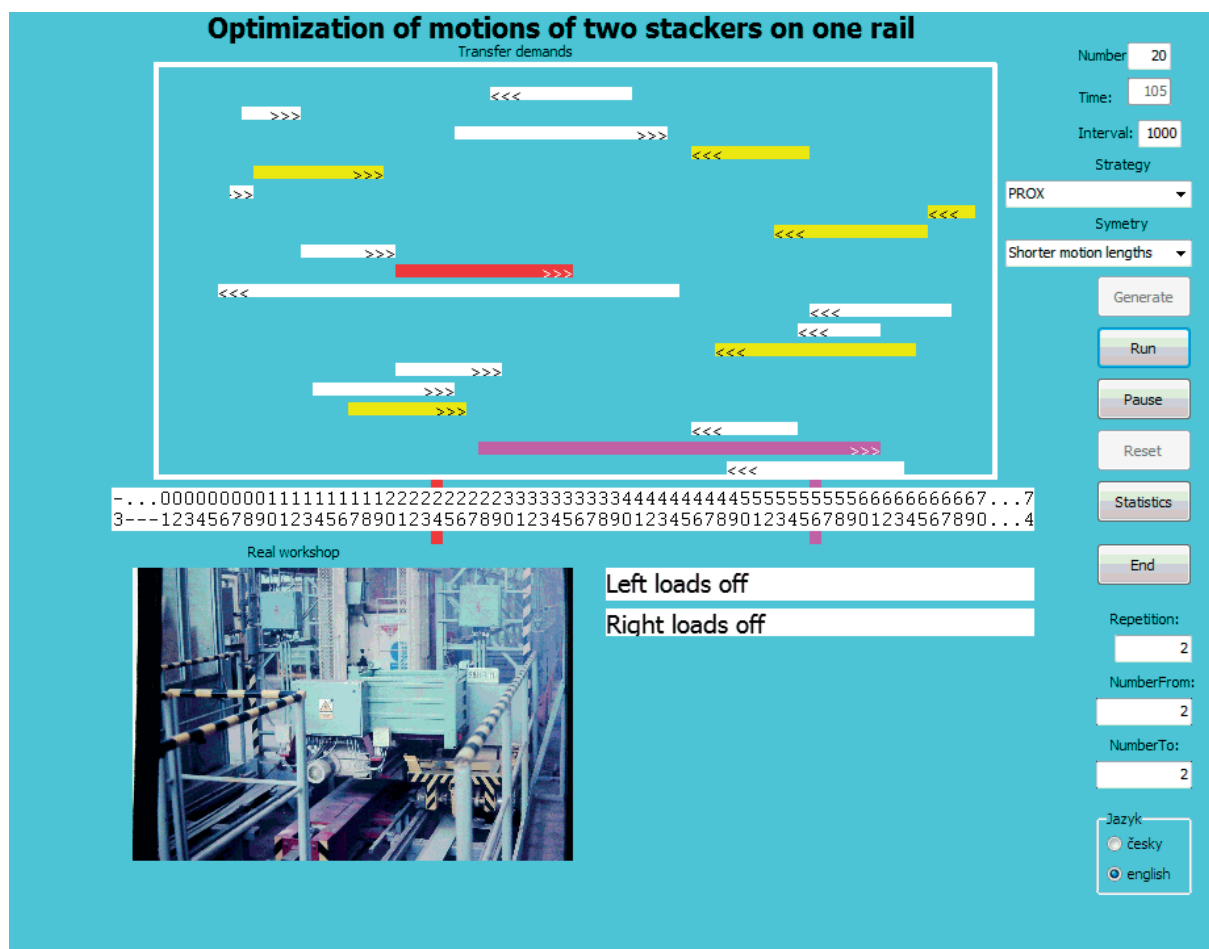 Optimization of motions of two stackers on one rail
Transfer demands
<<<
>>>
>>>
<<<
>>>
>>
<<<
<<<
>>>
>>>
<<<
<<<
<<<
<<<
>>>
>>>
>>>
<<<
>>>
<<<
-...0000000001111111111222222222233333333334444444444555555555566666666667...7
3---1234567890123456789012345678901234567890123456789012345678901234567890...4
Real workshop
Left loads off
Right loads off
Number 20
Time: 105
Interval: 1000
Strategy
PROX
Symetry
Shorter motion lengths
Generate
Run
Pause
Reset
Statistics
End
Repetition:
2
NumberFrom:
2
NumberTo:
2
Jazyk
česky
english